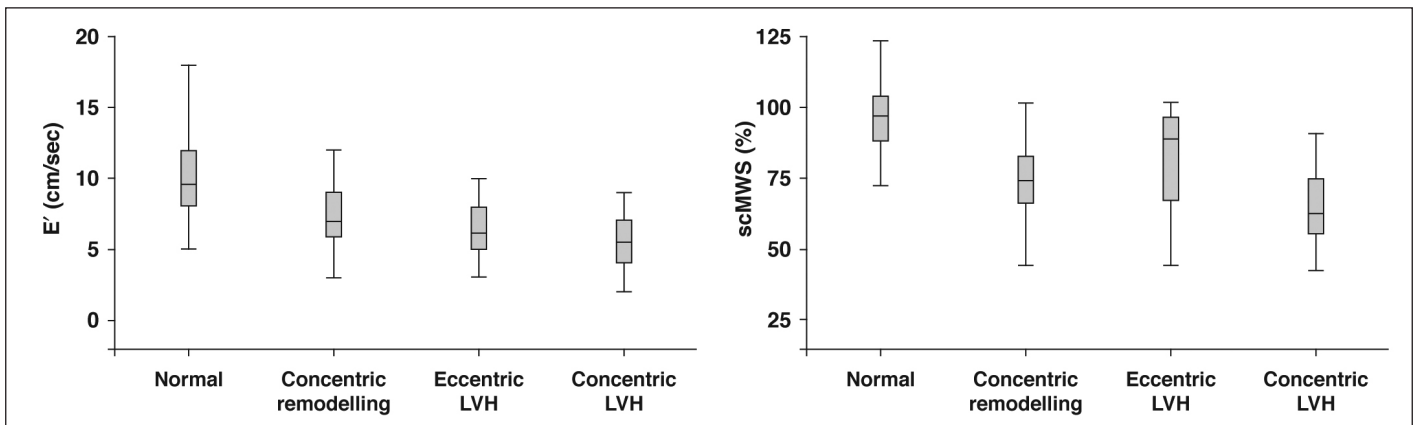 E′ (cm/sec)
20
15
10
5
0
Normal
Concentric
remodelling
Eccentric
LVH
Concentric
LVH
scMWS (%)
125
100
75
50
25
Normal
Concentric
remodelling
Eccentric
LVH
Concentric
LVH